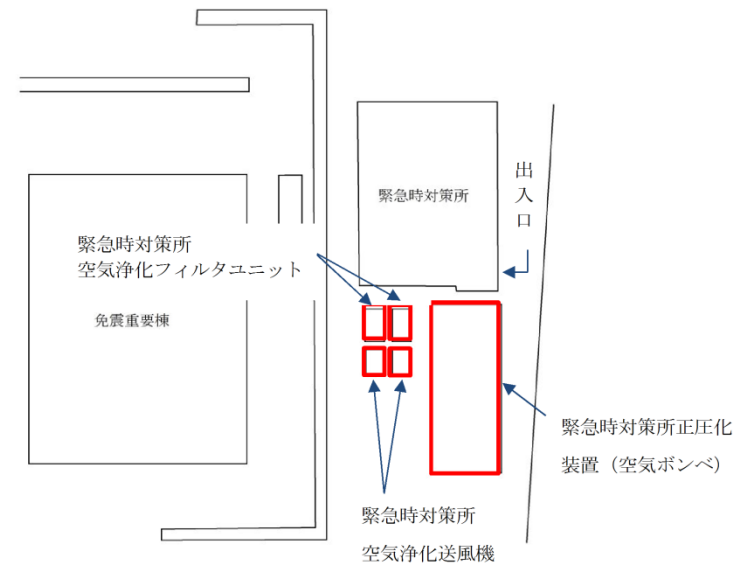 緊急時対策所
出
入
口
緊急時対策所
空気浄化フィルタユニット
免震重要棟
緊急時対策所正圧化
装置（空気ボンベ）
緊急時対策所
空気浄化送風機